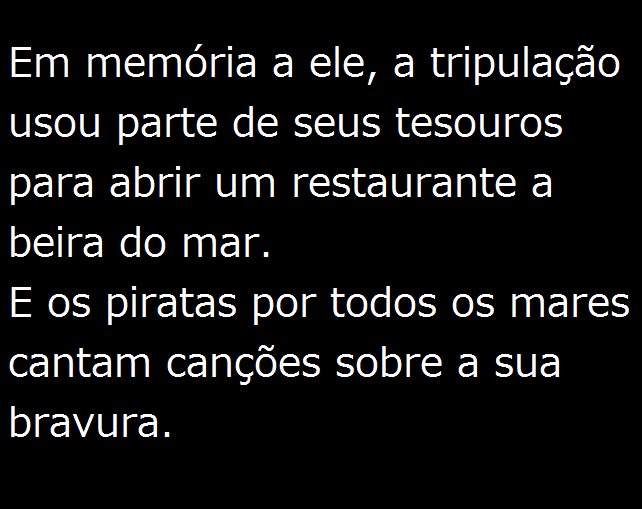 Em memória a ele, a tripulação
usou parte de seus tesouros
para abrir um restaurante a
beira do mar.
E os piratas por todos os mares
cantam canções sobre a sua
bravura.